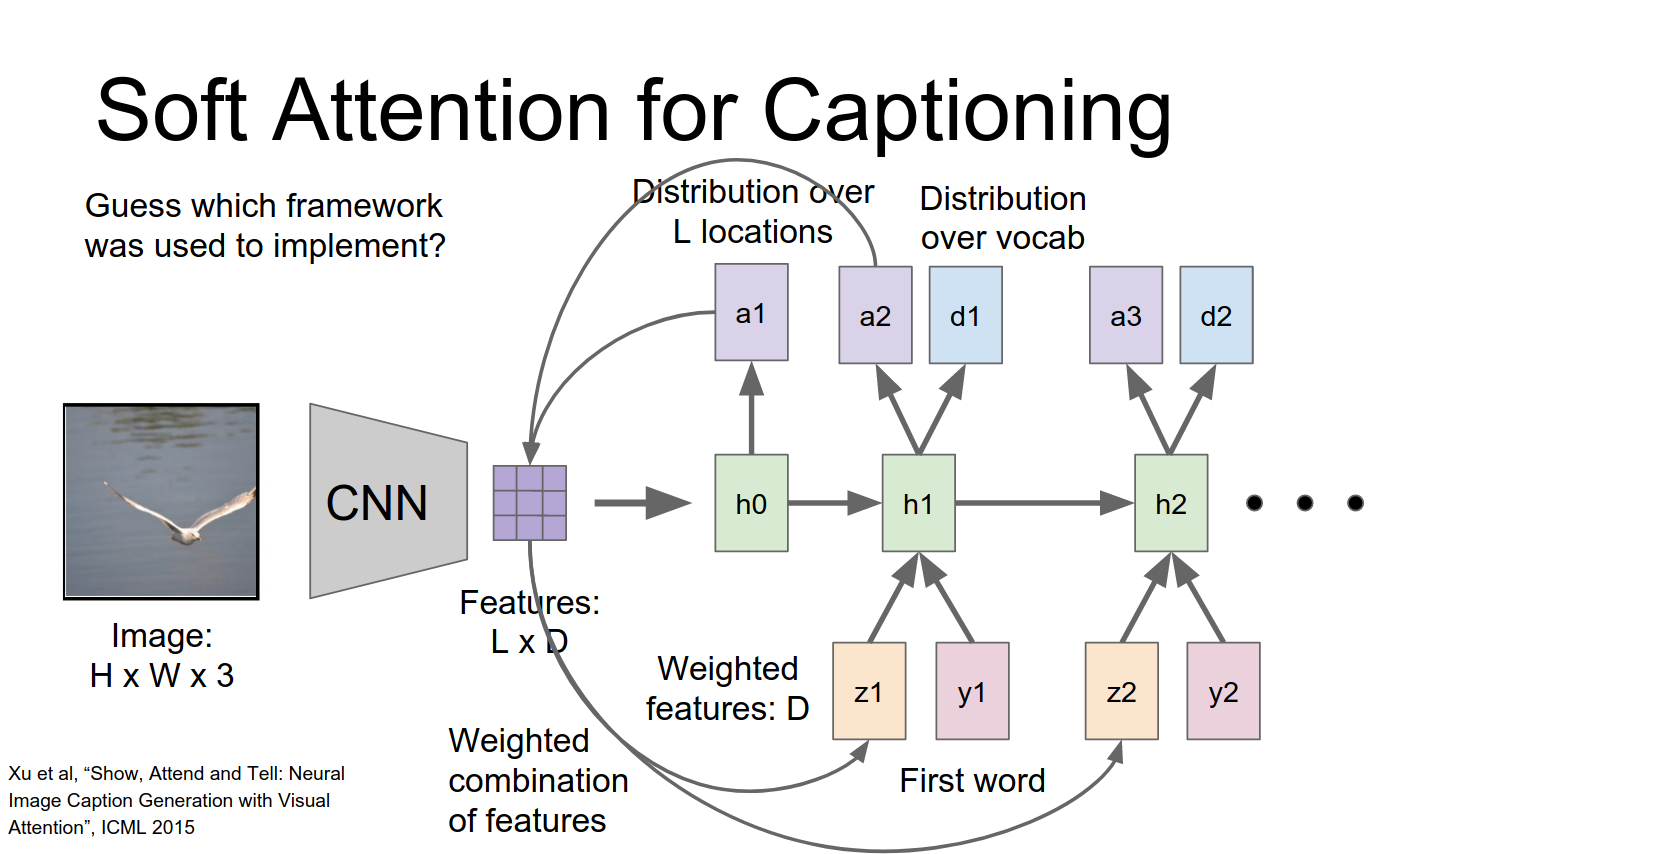 Soft Attention for Captioning
Guess which framework
was used to implement?
Distribution over
L locations
Distribution
over vocab
a1
a2
d1
a3
d2
CNN
h0
h1
h2
Features:
L x D
Image:
H x W x 3
Weighted
features: D
z1
y1
z2
y2
Weighted
combination
of features
First word
Xu et al, “Show, Attend and Tell: Neural
Image Caption Generation with Visual
Attention”, ICML 2015